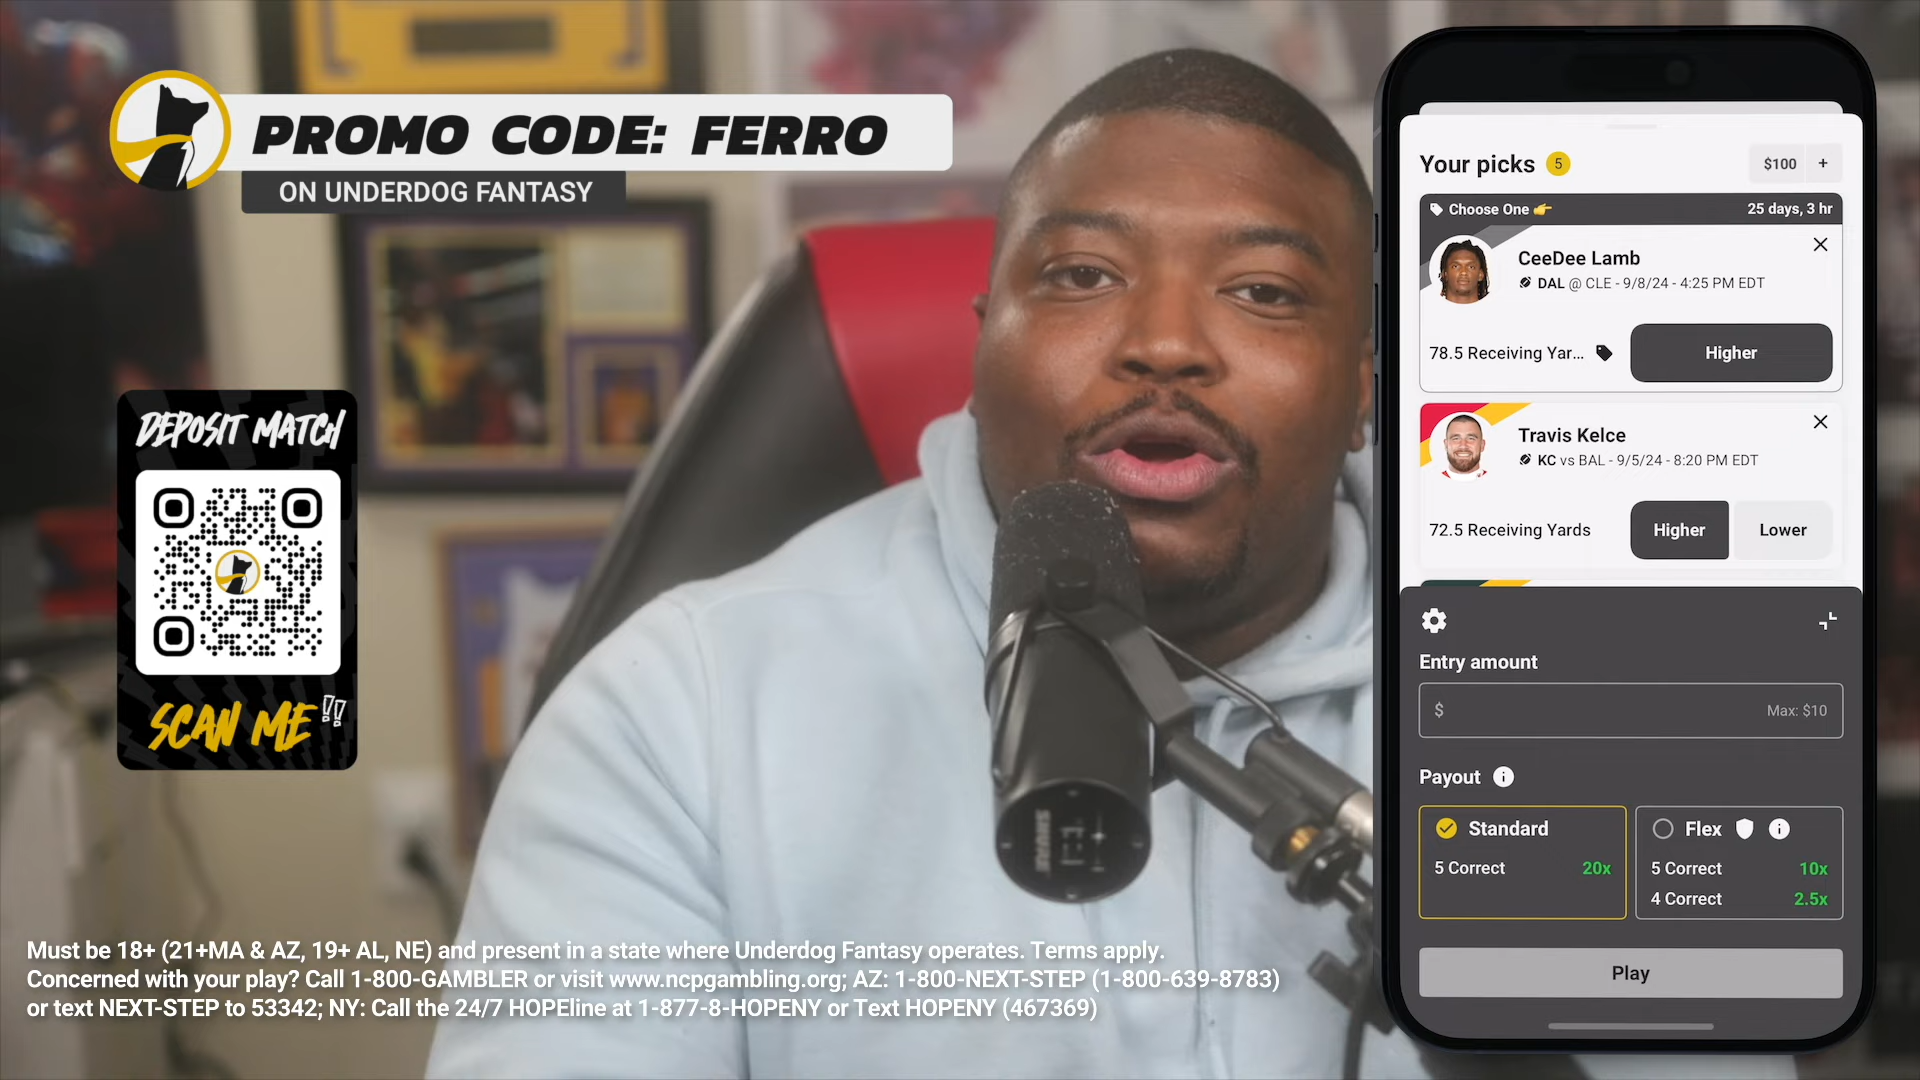 PROMO CODE: FERRO
ON UNDERDOG FANTASY
DEPOSIT MATCH
SCAN ME!!
Your picks 5
$100 +
Choose One 👉 25 days, 3 hr
CeeDee Lamb
DAL @ CLE - 9/8/24 - 4:25 PM EDT
78.5 Receiving Yar... Higher
Travis Kelce
KC vs BAL - 9/5/24 - 8:20 PM EDT
72.5 Receiving Yards Higher Lower
Entry amount
$ Max: $10
Payout
Standard
5 Correct 20x
Flex
5 Correct 10x
4 Correct 2.5x
Play
SHURE
Must be 18+ (21+MA & AZ, 19+ AL, NE) and present in a state where Underdog Fantasy operates. Terms apply.
Concerned with your play? Call 1-800-GAMBLER or visit www.ncpgambling.org; AZ: 1-800-NEXT-STEP (1-800-639-8783)
or text NEXT-STEP to 53342; NY: Call the 24/7 HOPEline at 1-877-8-HOPENY or Text HOPENY (467369)